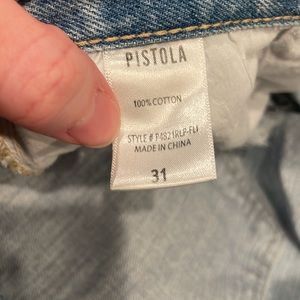 PISTOLA
100% COTTON
STYLE # P4821RLP-FLI
MADE IN CHINA
31